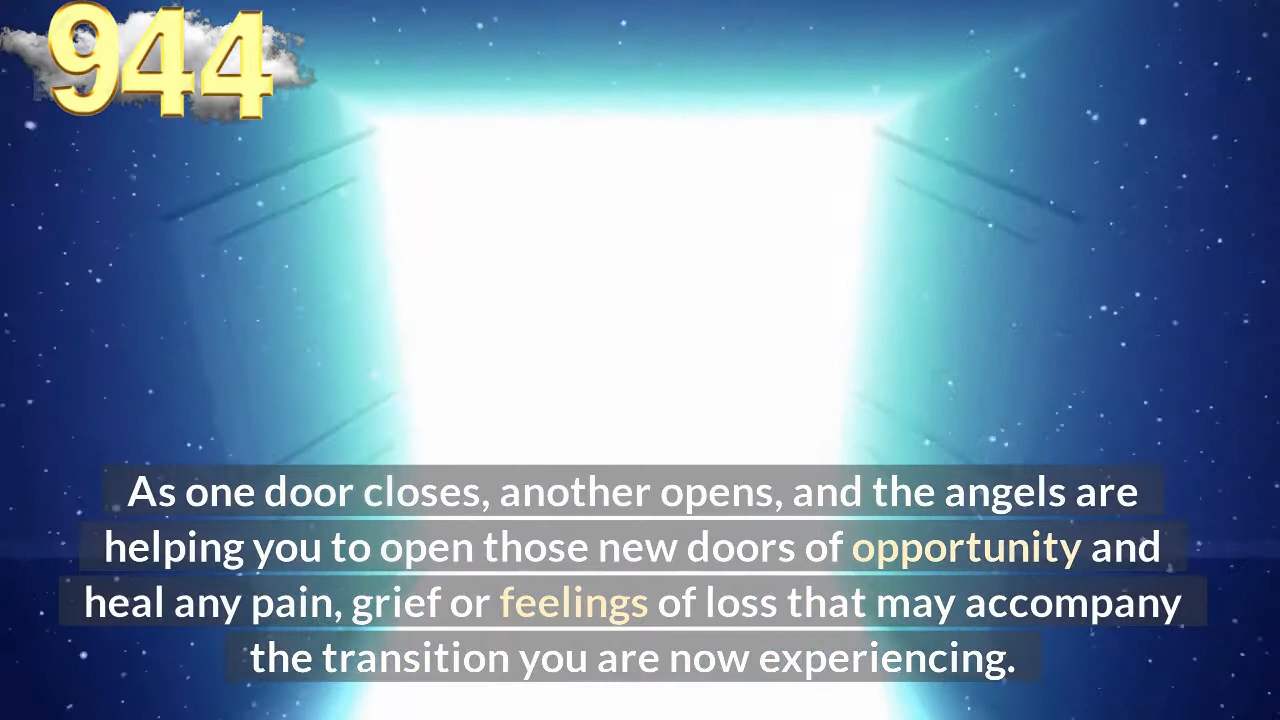 944
As one door closes, another opens, and the angels are
helping you to open those new doors of opportunity and
heal any pain, grief or feelings of loss that may accompany
the transition you are now experiencing.